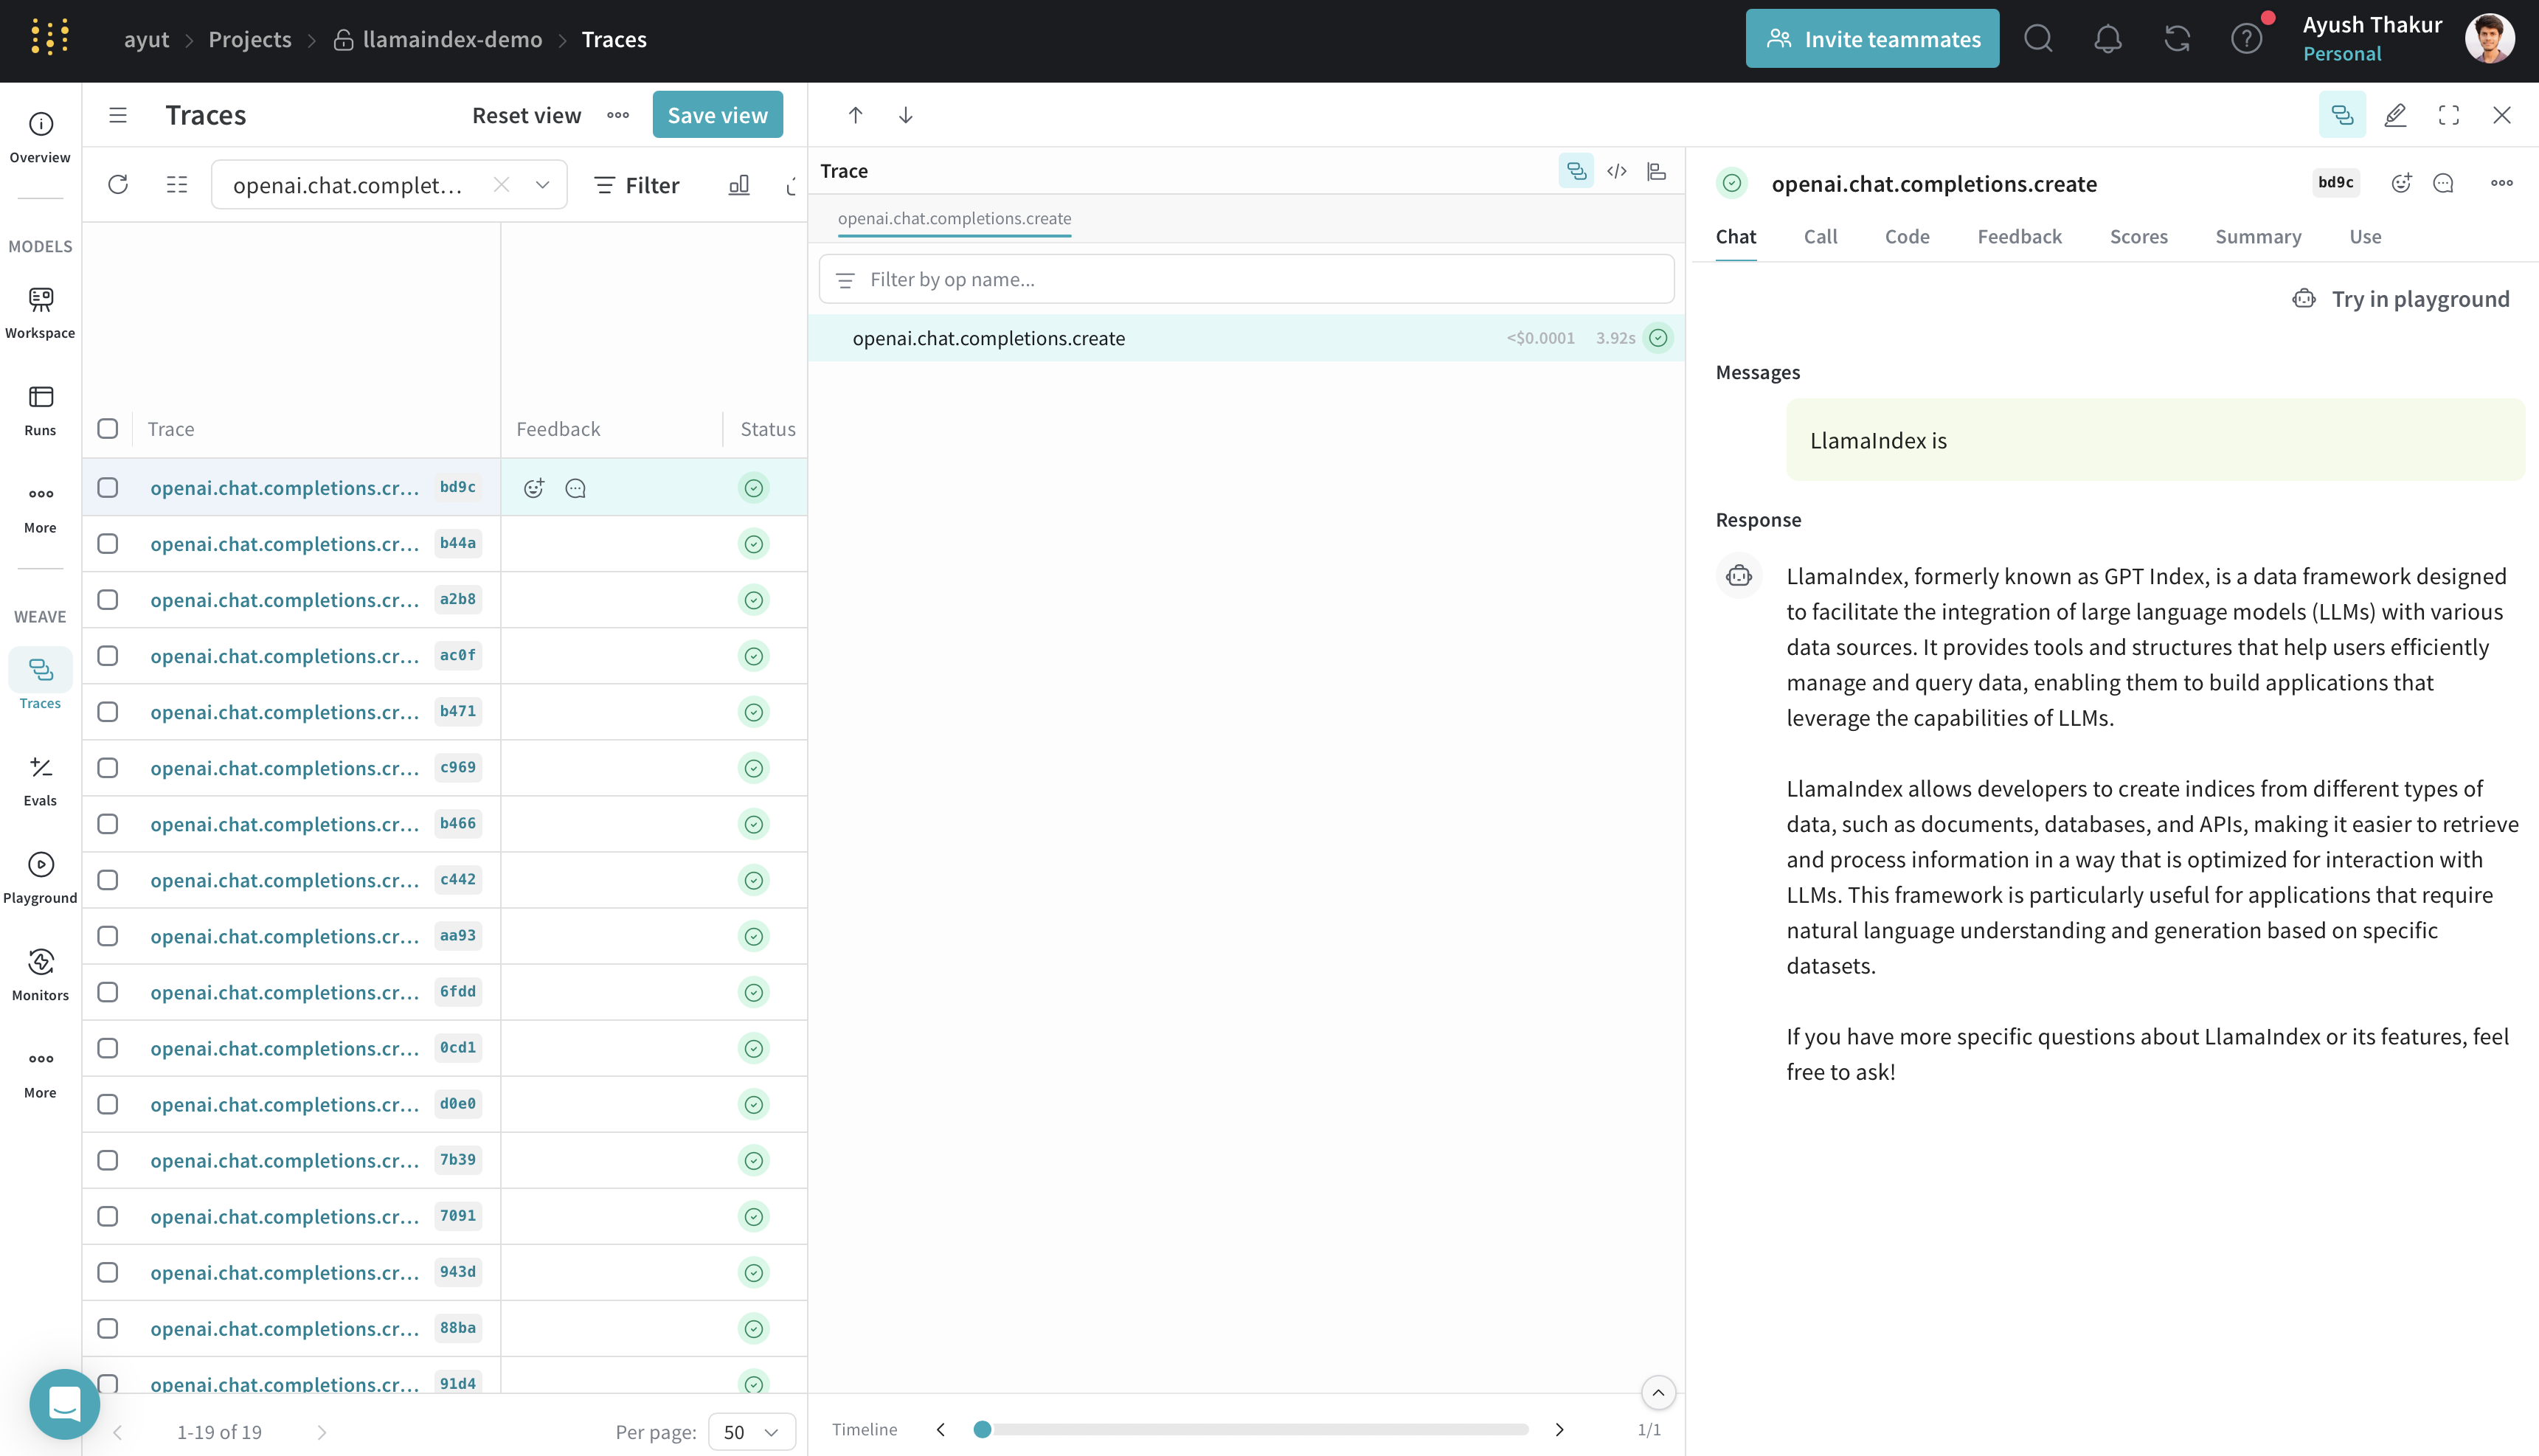 ayut
Projects
llamaindex-demo
Traces
Invite teammates
Ayush Thakur
Personal
Overview
MODELS
Workspace
Runs
More
WEAVE
Traces
Evals
Playground
Monitors
More
Traces
Reset view
Save view
openai.chat.complet...
Filter
Trace
Feedback
Status
openai.chat.completions.cr... bd9c
openai.chat.completions.cr... b44a
openai.chat.completions.cr... a2b8
openai.chat.completions.cr... ac0f
openai.chat.completions.cr... b471
openai.chat.completions.cr... c969
openai.chat.completions.cr... b466
openai.chat.completions.cr... c442
openai.chat.completions.cr... aa93
openai.chat.completions.cr... 6fdd
openai.chat.completions.cr... 0cd1
openai.chat.completions.cr... d0e0
openai.chat.completions.cr... 7b39
openai.chat.completions.cr... 7091
openai.chat.completions.cr... 943d
openai.chat.completions.cr... 88ba
openai.chat.completions.cr... 91d4
1-19 of 19
Per page: 50
Trace
openai.chat.completions.create
Filter by op name...
openai.chat.completions.create <$0.0001 3.92s
Timeline
1/1
openai.chat.completions.create bd9c
Chat
Call
Code
Feedback
Scores
Summary
Use
Try in playground
Messages
LlamaIndex is
Response
LlamaIndex, formerly known as GPT Index, is a data framework designed
to facilitate the integration of large language models (LLMs) with various
data sources. It provides tools and structures that help users efficiently
manage and query data, enabling them to build applications that
leverage the capabilities of LLMs.
LlamaIndex allows developers to create indices from different types of
data, such as documents, databases, and APIs, making it easier to retrieve
and process information in a way that is optimized for interaction with
LLMs. This framework is particularly useful for applications that require
natural language understanding and generation based on specific
datasets.
If you have more specific questions about LlamaIndex or its features, feel
free to ask!